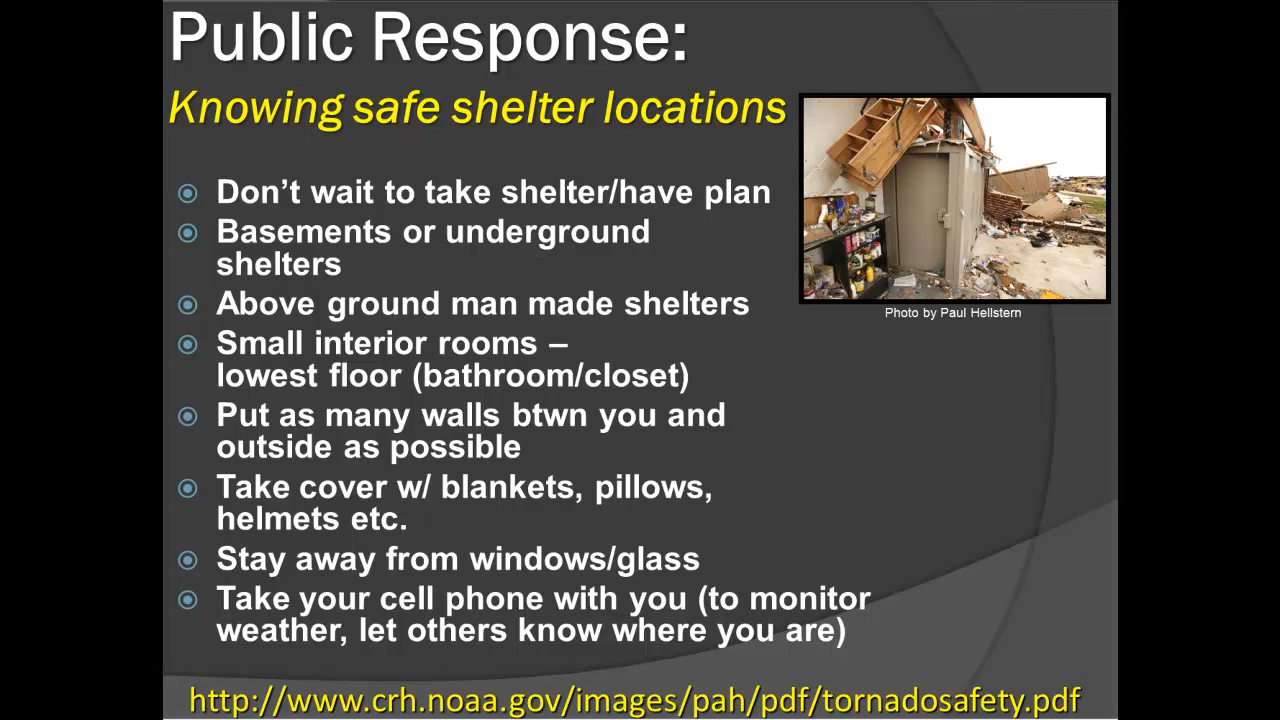 Public Response:
Knowing safe shelter locations
Don’t wait to take shelter/have plan
Basements or underground
shelters
Above ground man made shelters
Small interior rooms –
lowest floor (bathroom/closet)
Put as many walls btwn you and
outside as possible
Take cover w/ blankets, pillows,
helmets etc.
Stay away from windows/glass
Take your cell phone with you (to monitor
weather, let others know where you are)
Photo by Paul Hellstern
http://www.crh.noaa.gov/images/pah/pdf/tornadosafety.pdf